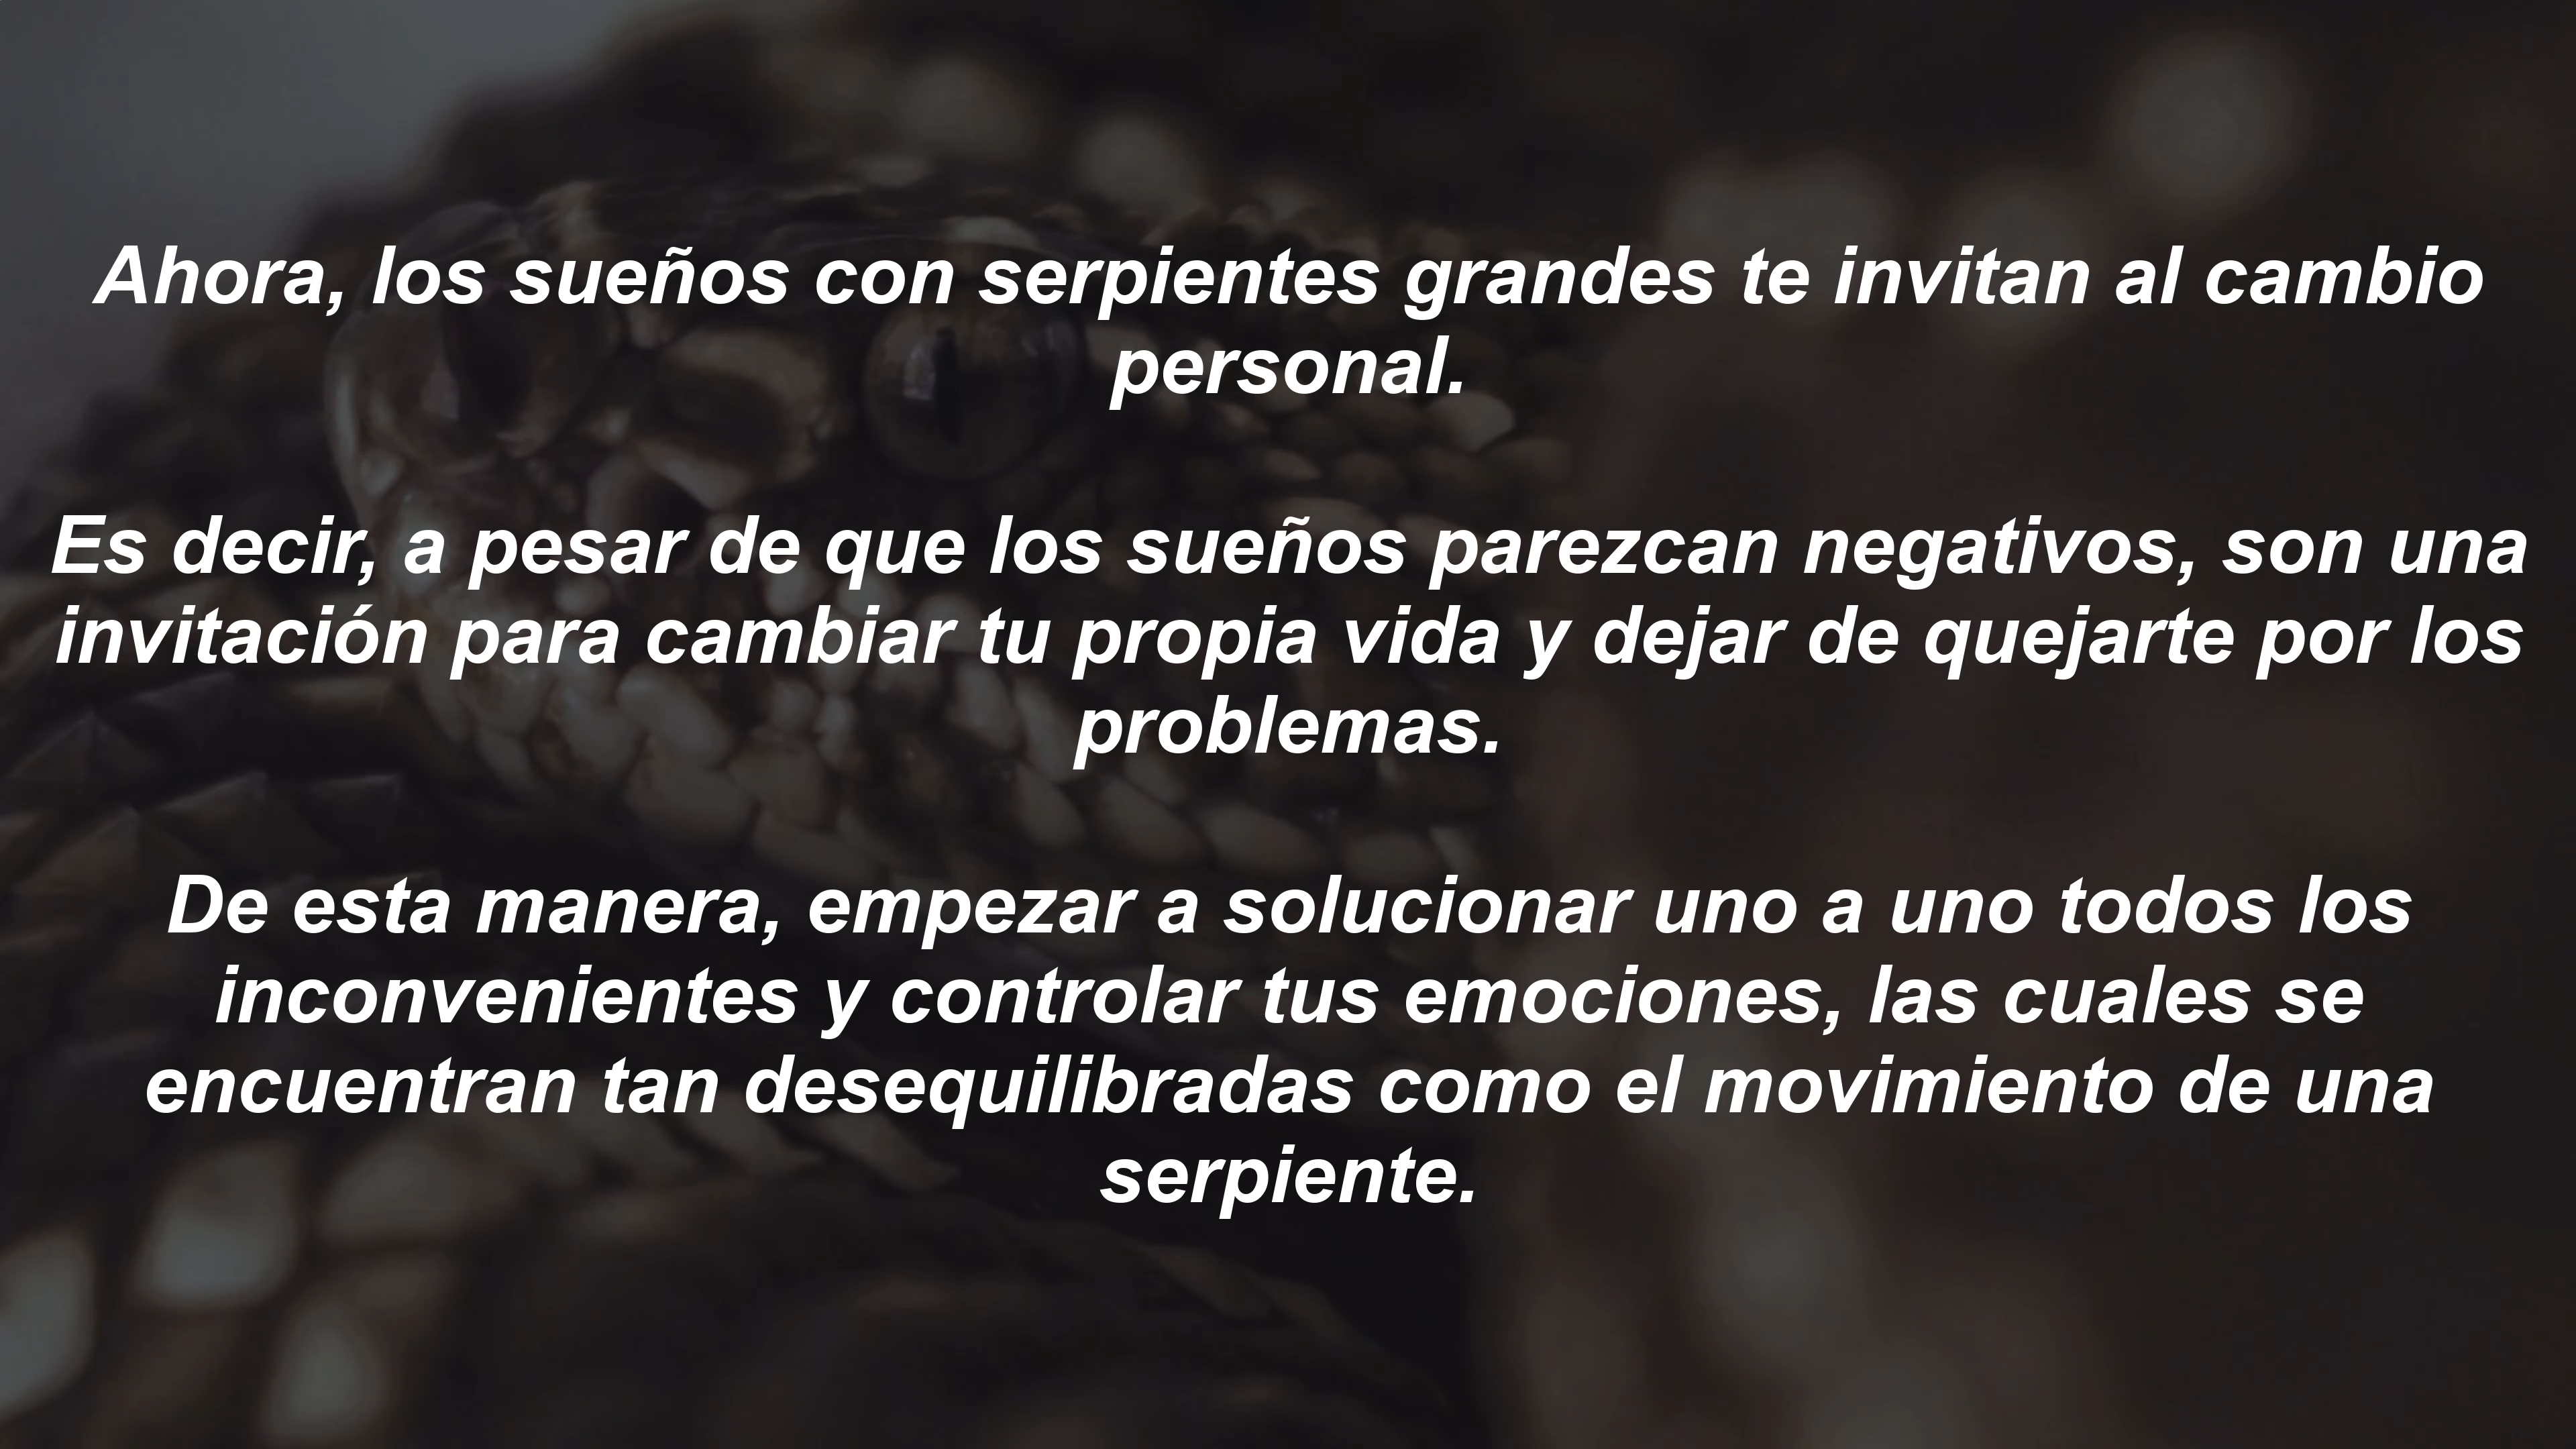 Ahora, los sueños con serpientes grandes te invitan al cambio
personal.
Es decir, a pesar de que los sueños parezcan negativos, son una
invitación para cambiar tu propia vida y dejar de quejarte por los
problemas.
De esta manera, empezar a solucionar uno a uno todos los
inconvenientes y controlar tus emociones, las cuales se
encuentran tan desequilibradas como el movimiento de una
serpiente.